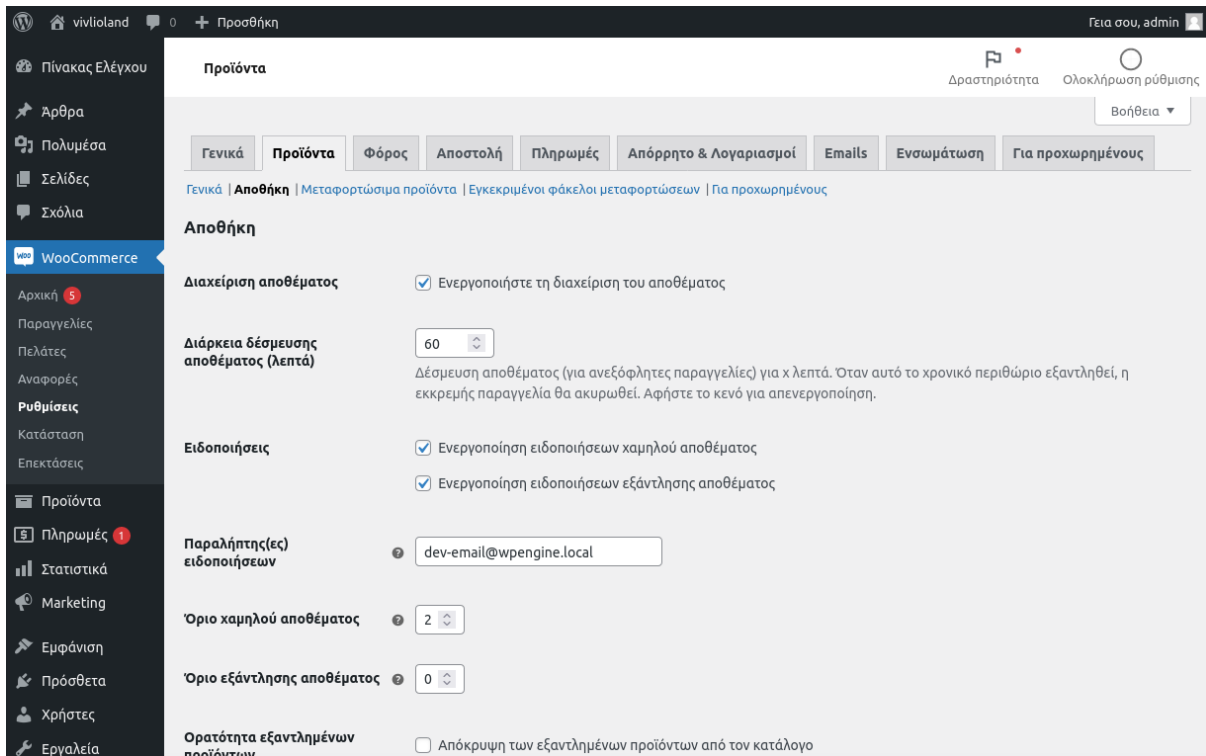 vivlioland 0 Προσθήκη Γεια σου, admin
Πίνακας Ελέγχου
Άρθρα
Πολυμέσα
Σελίδες
Σχόλια
woo WooCommerce
Αρχική 5
Παραγγελίες
Πελάτες
Αναφορές
Ρυθμίσεις
Κατάσταση
Επεκτάσεις
Προϊόντα
Πληρωμές 1
Στατιστικά
Marketing
Εμφάνιση
Πρόσθετα
Χρήστες
Εργαλεία
Προϊόντα
Δραστηριότητα Ολοκλήρωση ρύθμισης
Βοήθεια
Γενικά Προϊόντα Φόρος Αποστολή Πληρωμές Απόρρητο & Λογαριασμοί Emails Ενσωμάτωση Για προχωρημένους
Γενικά | Αποθήκη | Μεταφορτώσιμα προϊόντα | Εγκεκριμένοι φάκελοι μεταφορτώσεων | Για προχωρημένους
Αποθήκη
Διαχείριση αποθέματος Ενεργοποιήστε τη διαχείριση του αποθέματος
Διάρκεια δέσμευσης
αποθέματος (λεπτά)
60
Δέσμευση αποθέματος (για ανεξόφλητες παραγγελίες) για x λεπτά. Όταν αυτό το χρονικό περιθώριο εξαντληθεί, η
εκκρεμής παραγγελία θα ακυρωθεί. Αφήστε το κενό για απενεργοποίηση.
Ειδοποιήσεις Ενεργοποίηση ειδοποιήσεων χαμηλού αποθέματος
Ενεργοποίηση ειδοποιήσεων εξάντλησης αποθέματος
Παραλήπτης(ες)
ειδοποιήσεων
dev-email@wpengine.local
Όριο χαμηλού αποθέματος 2
Όριο εξάντλησης αποθέματος 0
Ορατότητα εξαντλημένων
προϊόντων
Απόκρυψη των εξαντλημένων προϊόντων από τον κατάλογο